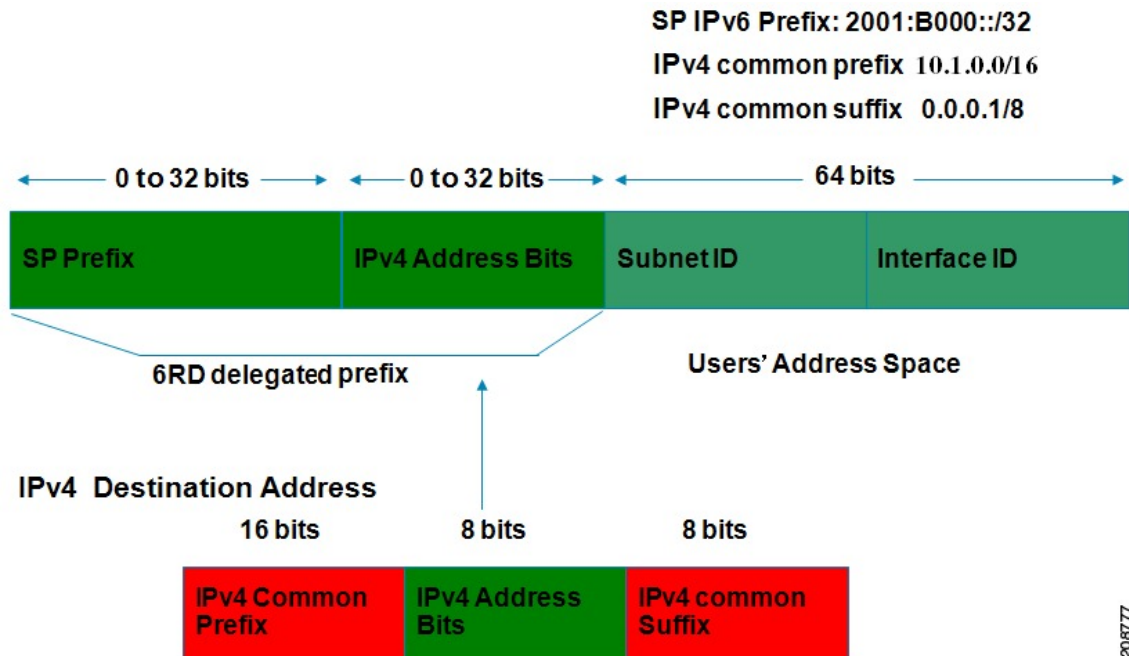 SP IPv6 Prefix: 2001:B000::/32
IPv4 common prefix 10.1.0.0/16
IPv4 common suffix 0.0.0.1/8
0 to 32 bits
0 to 32 bits
64 bits
SP Prefix
IPv4 Address Bits
Subnet ID
Interface ID
6RD delegated prefix
Users’ Address Space
IPv4 Destination Address
16 bits
8 bits
8 bits
IPv4 Common
Prefix
IPv4 Address
Bits
IPv4 common
Suffix
208777